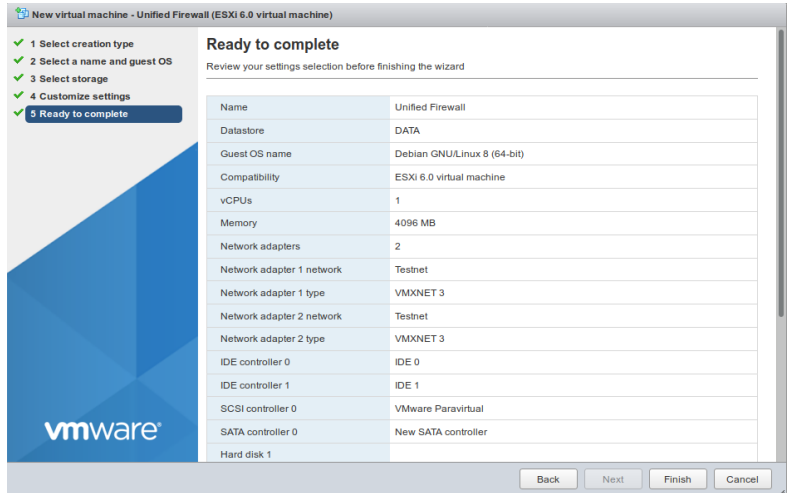 New virtual machine - Unified Firewall (ESXi 6.0 virtual machine)
1 Select creation type
2 Select a name and guest OS
3 Select storage
4 Customize settings
5 Ready to complete
vmware®
Ready to complete
Review your settings selection before finishing the wizard
Name Unified Firewall
Datastore DATA
Guest OS name Debian GNU/Linux 8 (64-bit)
Compatibility ESXi 6.0 virtual machine
vCPUs 1
Memory 4096 MB
Network adapters 2
Network adapter 1 network Testnet
Network adapter 1 type VMXNET 3
Network adapter 2 network Testnet
Network adapter 2 type VMXNET 3
IDE controller 0 IDE 0
IDE controller 1 IDE 1
SCSI controller 0 VMware Paravirtual
SATA controller 0 New SATA controller
Hard disk 1
Back Next Finish Cancel